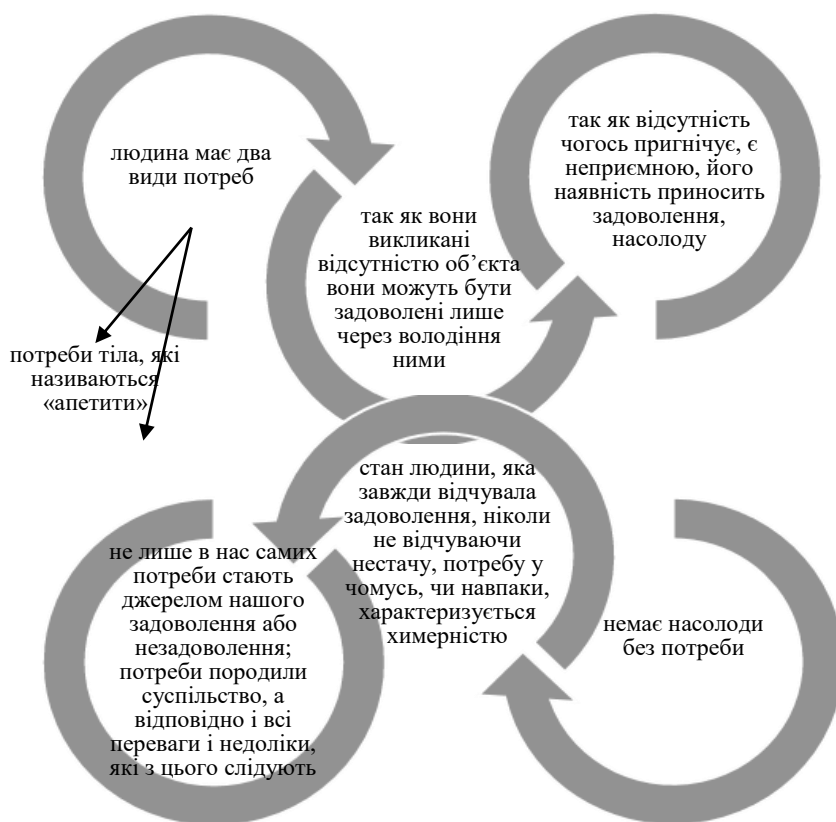 людина має два
види потреб
потреби тіла, які
називаються
«апетити»
так як вони
викликані
відсутністю об’єкта
вони можуть бути
задоволені лише
через володіння
ними
так як відсутність
чогось пригнічує, є
неприємною, його
наявність приносить
задоволення,
насолоду
немає насолоди
без потреби
стан людини, яка
завжди відчувала
задоволення, ніколи
не відчуваючи
нестачу, потребу у
чомусь, чи навпаки,
характеризується
химерністю
не лише в нас самих
потреби стають
джерелом нашого
задоволення або
незадоволення;
потреби породили
суспільство, а
відповідно і всі
переваги і недоліки,
які з цього слідують